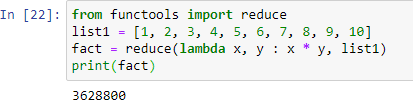 In [22]: from functools import reduce
list1 = [1, 2, 3, 4, 5, 6, 7, 8, 9, 10]
fact = reduce(lambda x, y : x * y, list1)
print(fact)
3628800